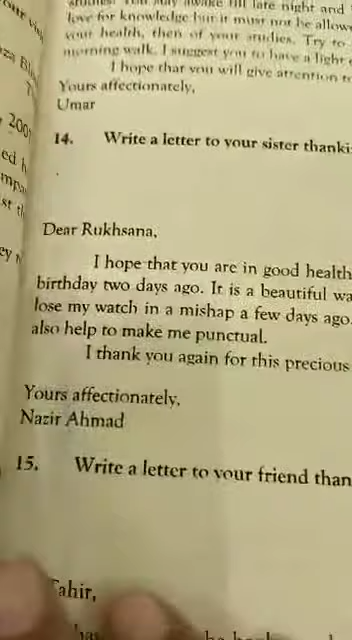 studies. You may awake till late night and
love for knowledge but it must not be allowe
your health, then of your studies. Try to
morning walk. I suggest you to have a light
I hope that you will give attention to
Yours affectionately,
Umar
14. Write a letter to your sister thanki
Dear Rukhsana,
I hope that you are in good health
birthday two days ago. It is a beautiful wa
lose my watch in a mishap a few days ago.
also help to make me punctual.
I thank you again for this precious
Yours affectionately,
Nazir Ahmad
15. Write a letter to your friend than
Tahir,